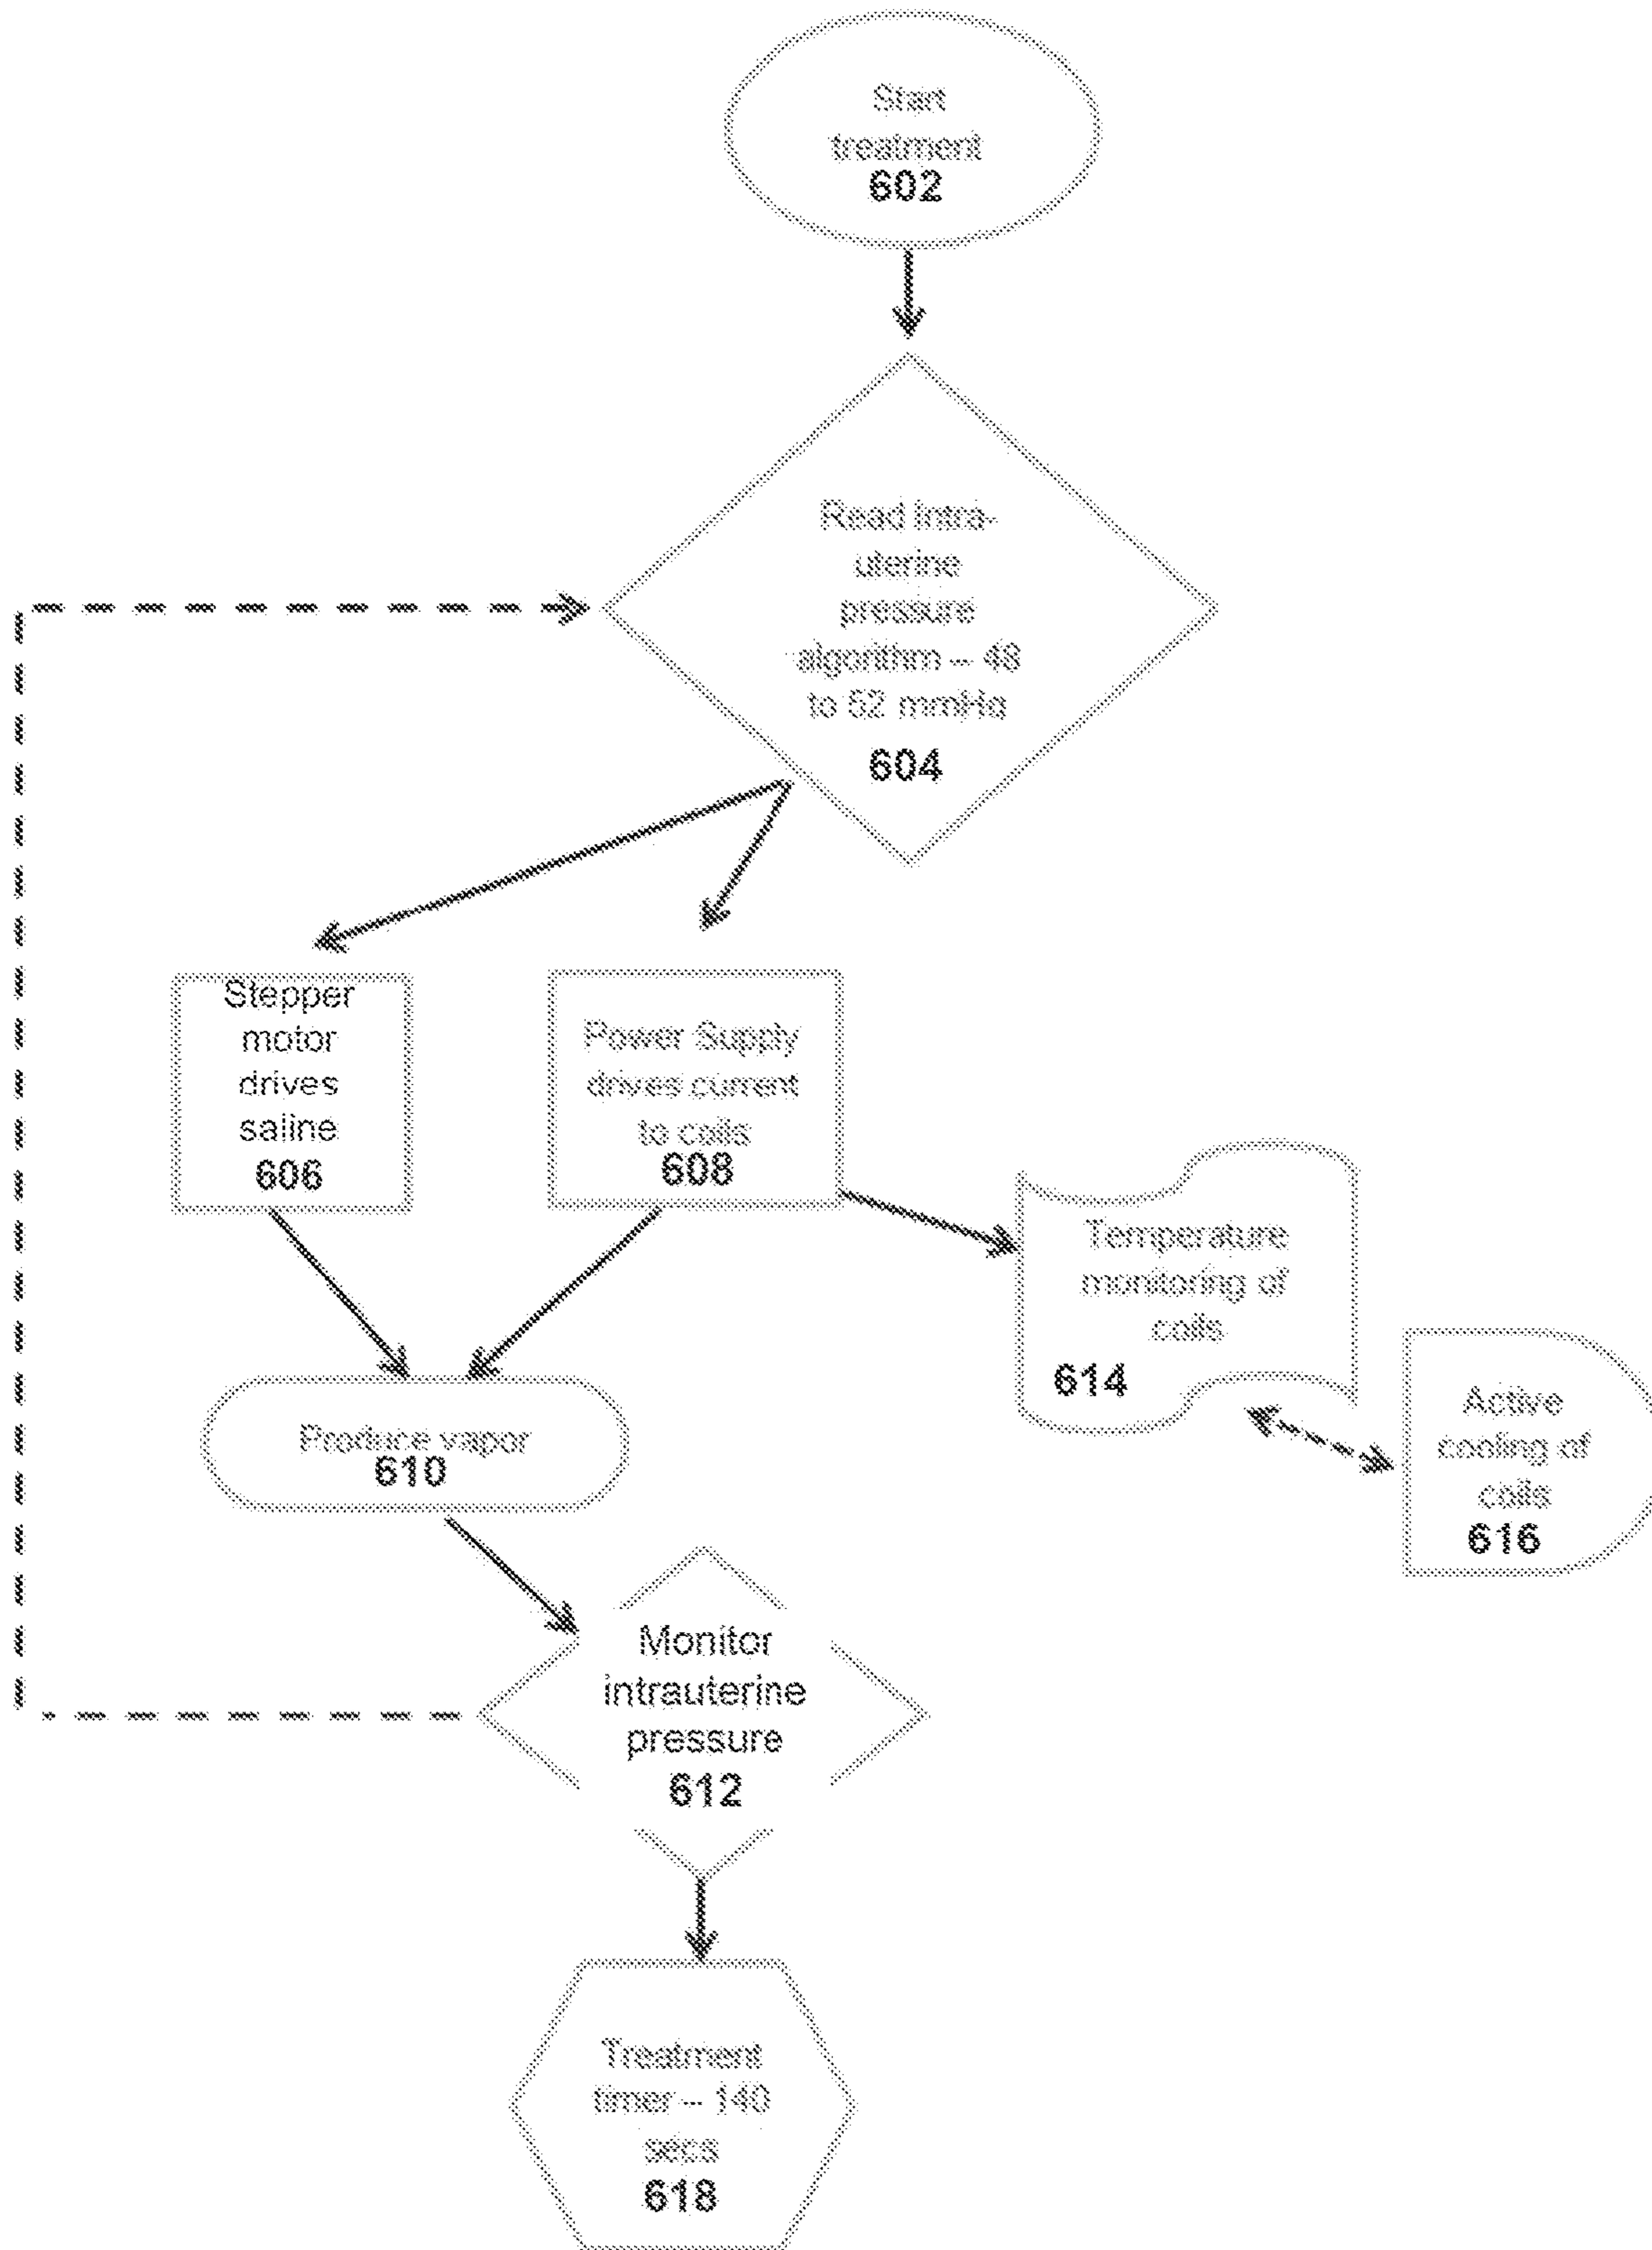 Start
treatment
602
Read Intra-
uterine
pressure
algorithm – 48
to 52 mmHg
604
Stepper
motor
drives
saline
606
Power Supply
drives current
to coils
608
Temperature
monitoring of
coils
614
Active
cooling of
coils
616
Produce vapor
610
Monitor
intrauterine
pressure
612
Treatment
timer – 140
secs
618